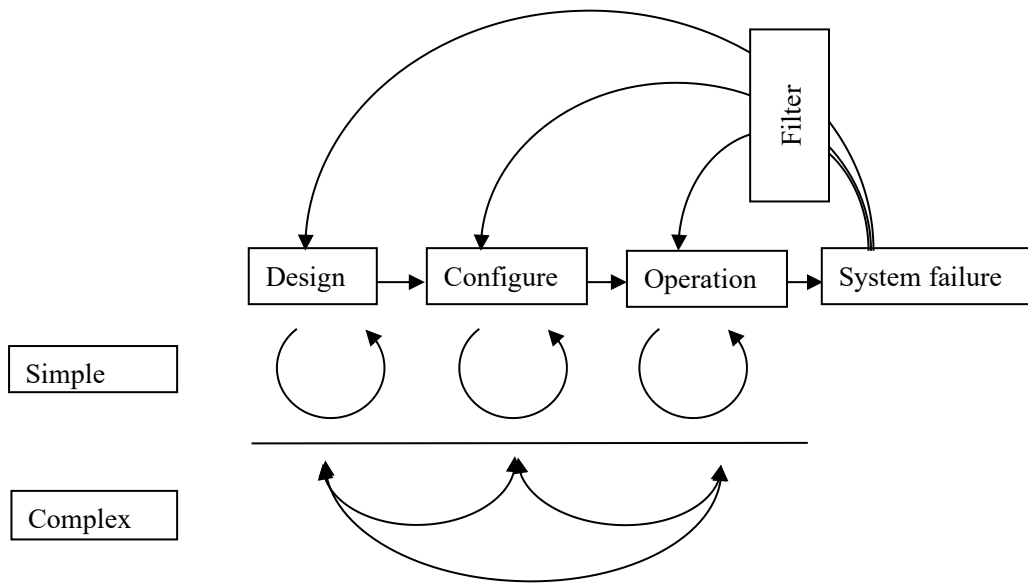 Filter
Design
Configure
Operation
System failure
Simple
Complex